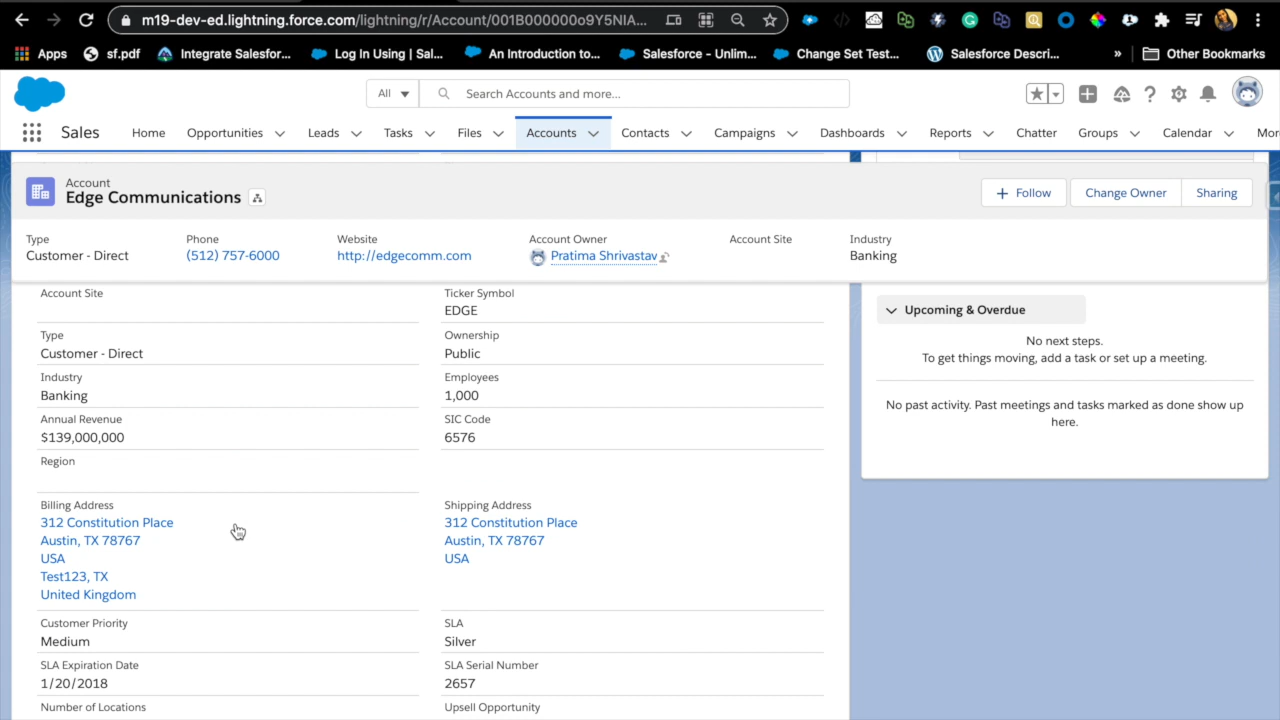 m19-dev-ed.lightning.force.com/lightning/r/Account/001B000000o9Y5NIA...
Apps sf.pdf Integrate Salesfor... Log In Using | Sal... An Introduction to... Salesforce - Unlim... Change Set Test... Salesforce Descri... » Other Bookmarks
All Search Accounts and more...
Sales Home Opportunities Leads Tasks Files Accounts Contacts Campaigns Dashboards Reports Chatter Groups Calendar Mor
Account
Edge Communications
+ Follow Change Owner Sharing
Type Phone Website Account Owner Account Site Industry
Customer - Direct (512) 757-6000 http://edgecomm.com Pratima Shrivastav Banking
Account Site Ticker Symbol
EDGE
Type Ownership
Customer - Direct Public
Industry Employees
Banking 1,000
Annual Revenue SIC Code
$139,000,000 6576
Region
Billing Address Shipping Address
312 Constitution Place 312 Constitution Place
Austin, TX 78767 Austin, TX 78767
USA USA
Test123, TX
United Kingdom
Customer Priority SLA
Medium Silver
SLA Expiration Date SLA Serial Number
1/20/2018 2657
Number of Locations Upsell Opportunity
Upcoming & Overdue
No next steps.
To get things moving, add a task or set up a meeting.
No past activity. Past meetings and tasks marked as done show up
here.